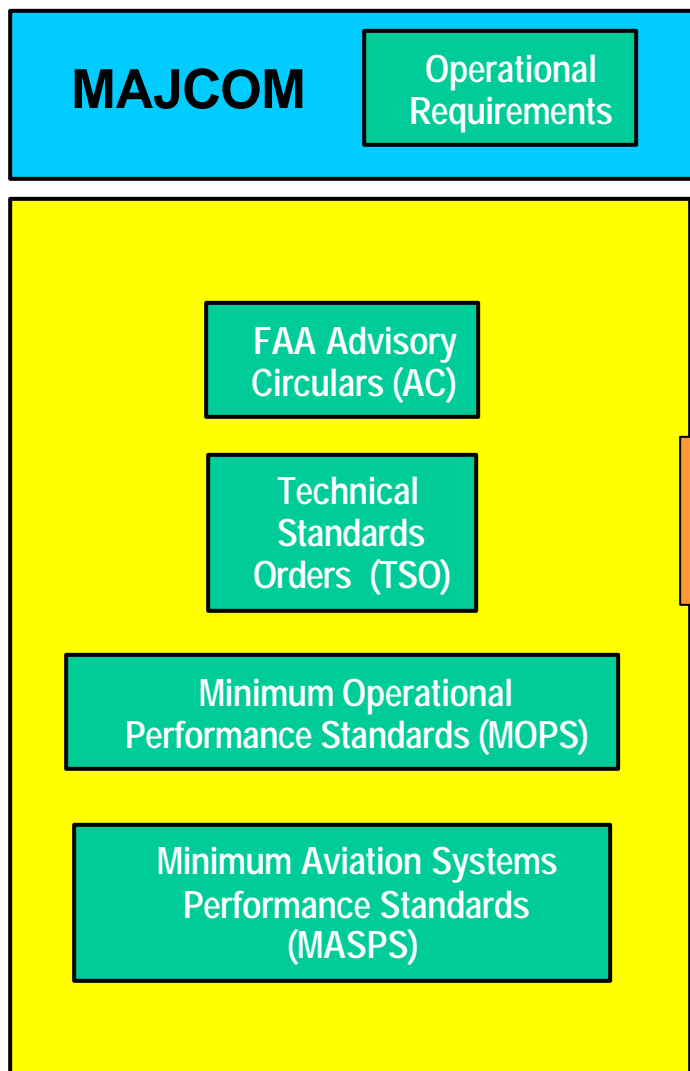 MAJCOM
Operational
Requirements
FAA Advisory
Circulars (AC)
Technical
Standards
Orders (TSO)
Minimum Operational
Performance Standards (MOPS)
Minimum Aviation Systems
Performance Standards
(MASPS)